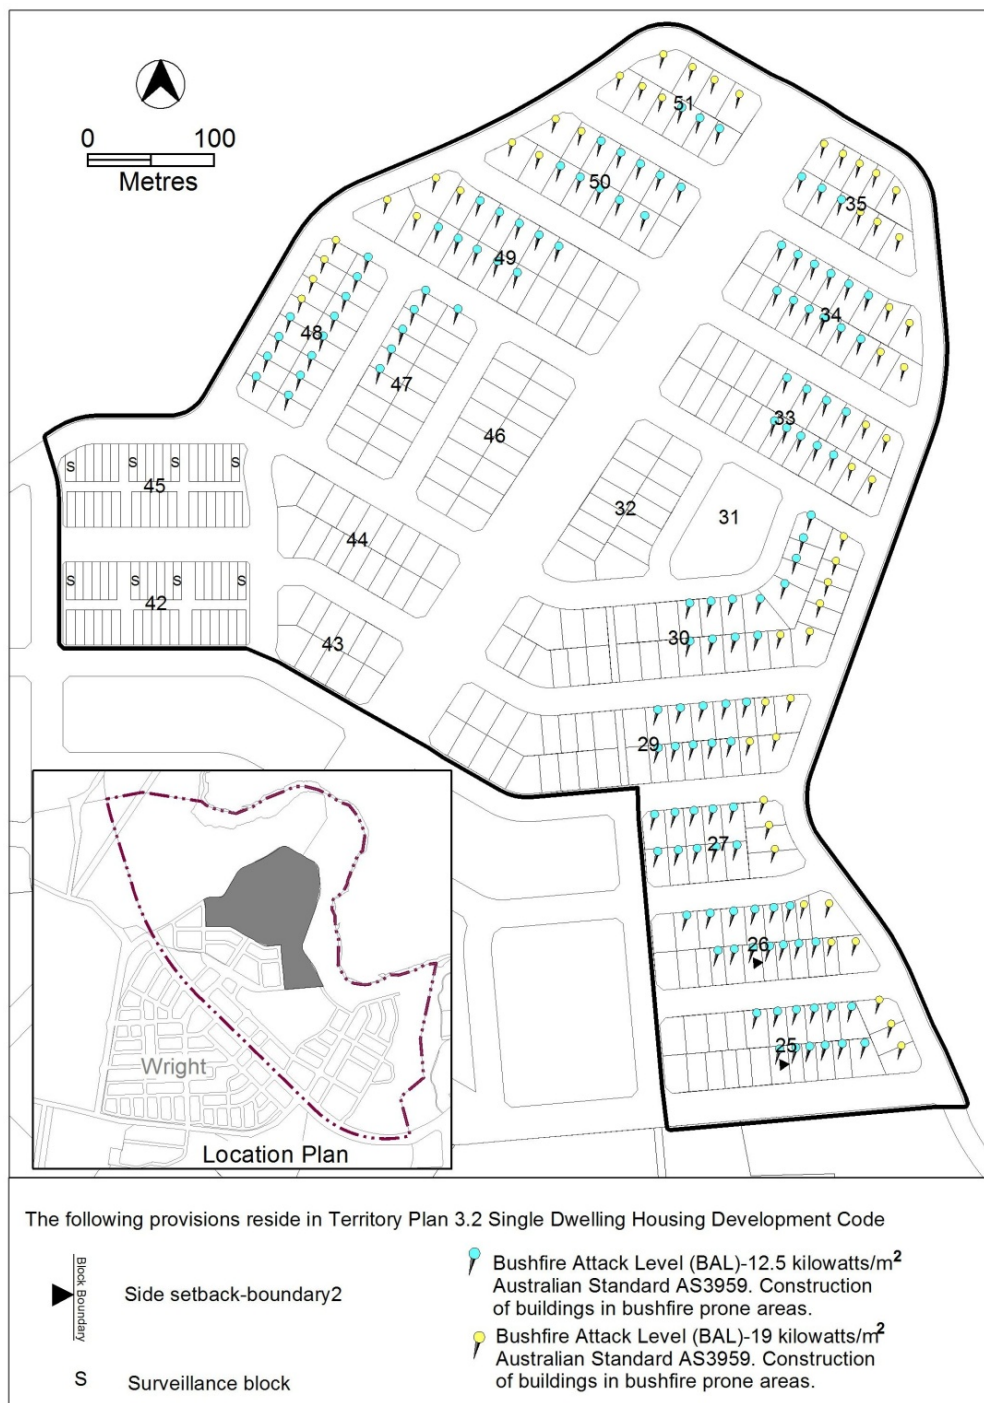 0 100
Metres
51
50
35
49
34
48
47
33
46
45
S S S S
32
31
44
42
S S S S
43
30
29
27
26
25
Wright
Location Plan
The following provisions reside in Territory Plan 3.2 Single Dwelling Housing Development Code
Block Boundary
Side setback-boundary2
S Surveillance block
Bushfire Attack Level (BAL)-12.5 kilowatts/m²
Australian Standard AS3959. Construction
of buildings in bushfire prone areas.
Bushfire Attack Level (BAL)-19 kilowatts/m²
Australian Standard AS3959. Construction
of buildings in bushfire prone areas.